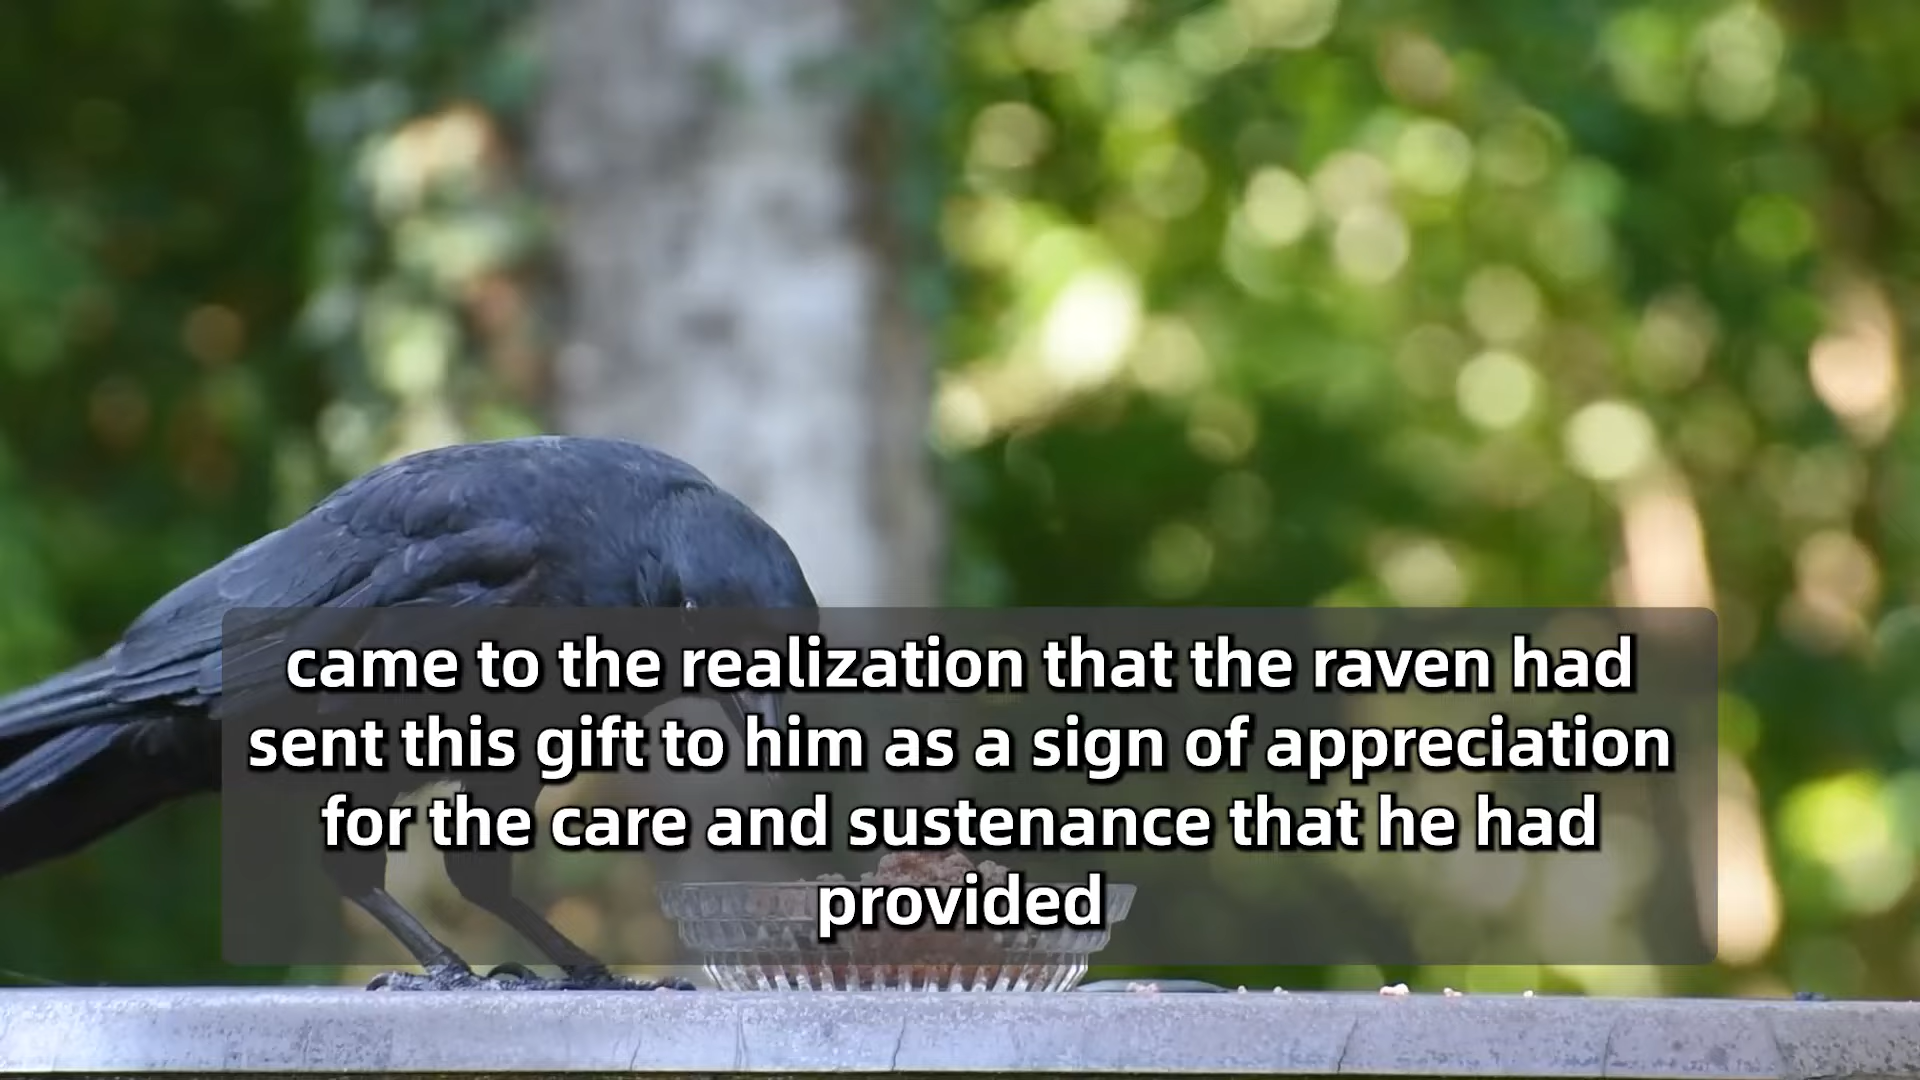 came to the realization that the raven had
sent this gift to him as a sign of appreciation
for the care and sustenance that he had
provided